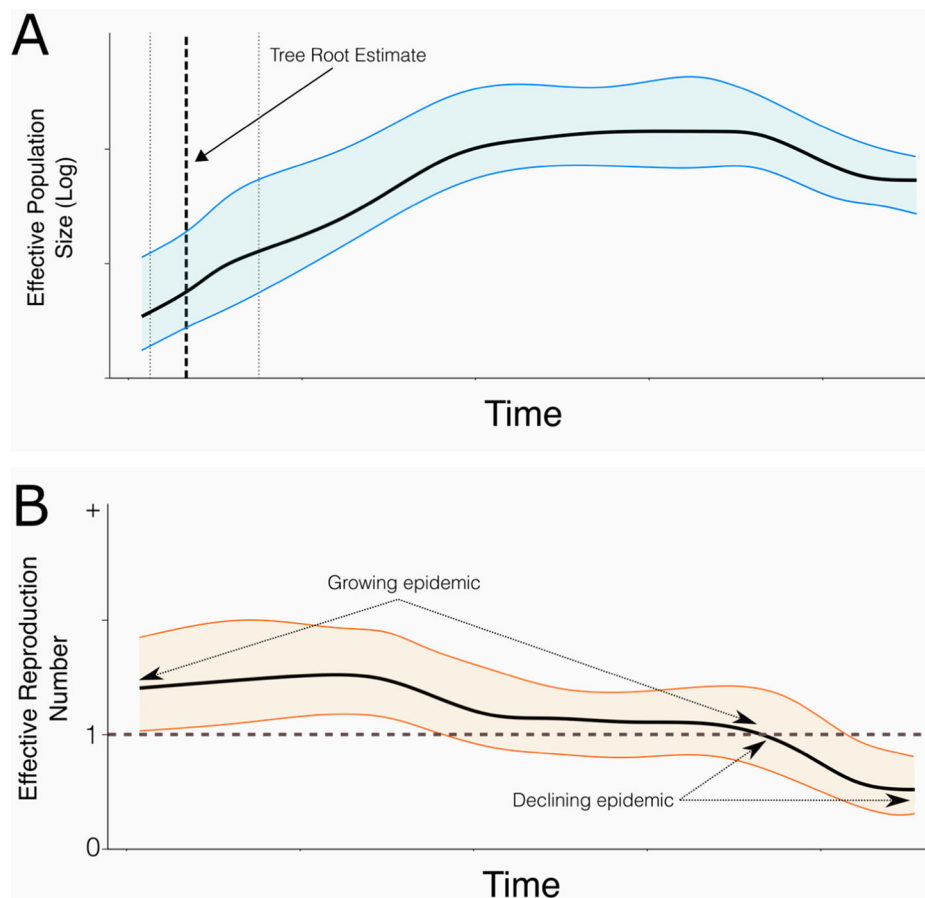 A
Tree Root Estimate
Effective Population
Size (Log)
Time
B
+
Growing epidemic
Effective Reproduction
Number
1
Declining epidemic
0
Time